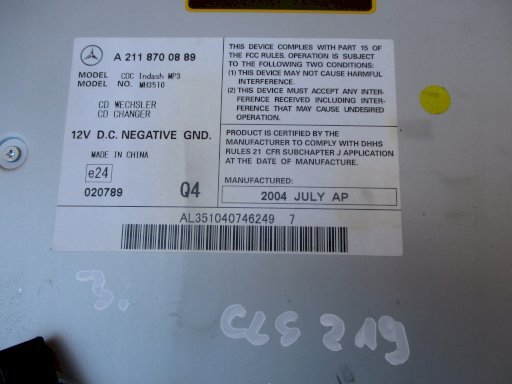 A 211 870 08 89
MODEL CDC Indash MP3
MODEL NO. MH3510
CD WECHSLER
CD CHANGER
12V D.C. NEGATIVE GND.
MADE IN CHINA
e24
020789 Q4
THIS DEVICE COMPLIES WITH PART 15 OF
THE FCC RULES. OPERATION IS SUBJECT
TO THE FOLLOWING TWO CONDITIONS:
(1) THIS DEVICE MAY NOT CAUSE HARMFUL
INTERFERENCE.
(2) THIS DEVICE MUST ACCEPT ANY INTER-
FERENCE RECEIVED INCLUDING INTER-
FERENCE THAT MAY CAUSE UNDESIRED
OPERATION.
PRODUCT IS CERTIFIED BY THE
MANUFACTURER TO COMPLY WITH DHHS
RULES 21 CFR SUBCHAPTER J APPLICATION
AT THE DATE OF MANUFACTURE.
MANUFACTURED:
2004 JULY AP
AL351040746249 7
3.
CLS 219